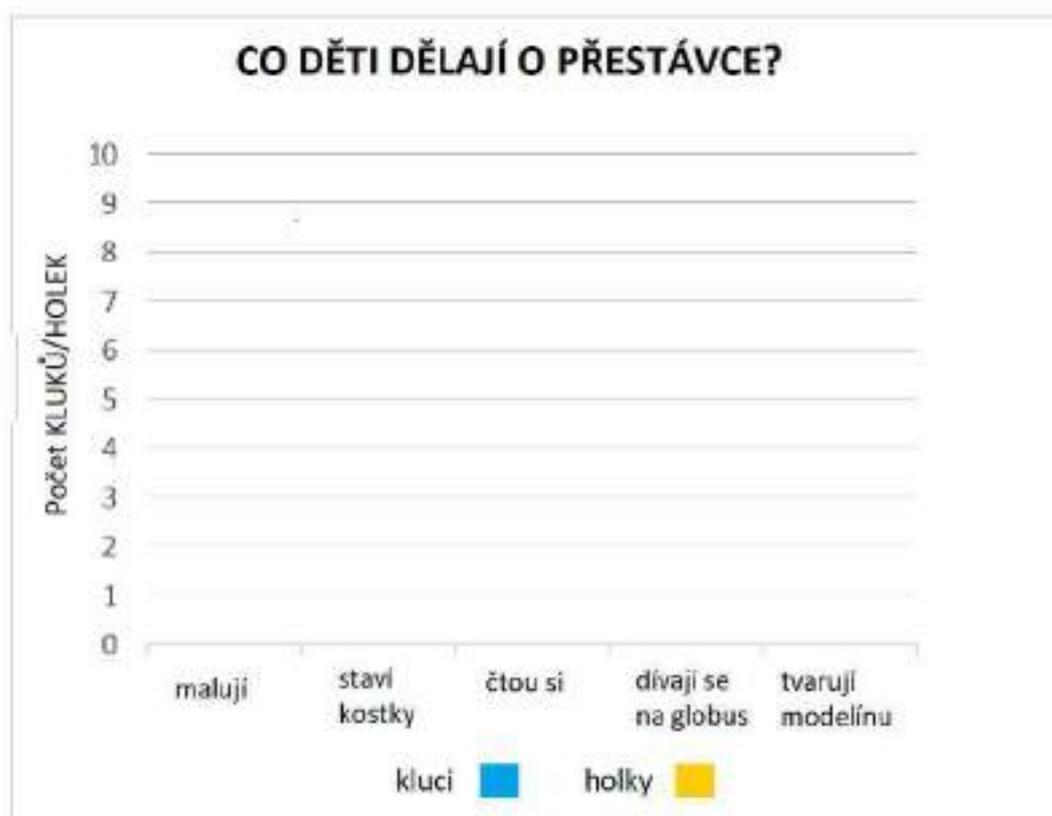 CO DĚTI DĚLAJÍ O PŘESTÁVCE?
10
9
8
7
6
5
4
3
2
1
0
Počet KLUKŮ/HOLEK
malují
staví
kostky
čtou si
dívají se
na globus
tvarují
modelínu
kluci
holky